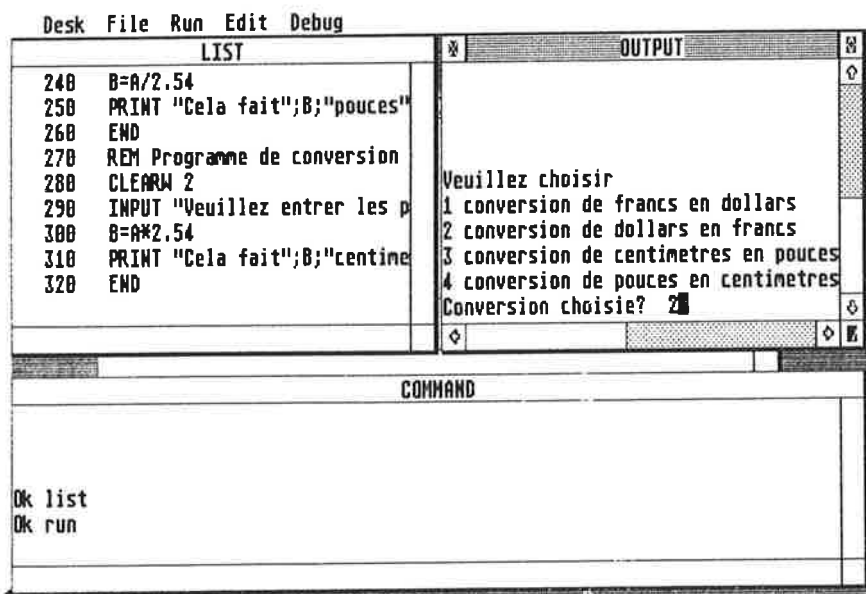 Desk File Run Edit Debug
LIST
240 B=A/2.54
250 PRINT "Cela fait";B;"pouces"
260 END
270 REM Programme de conversion
280 CLEARW 2
290 INPUT "Veuillez entrer les p
300 B=A*2.54
310 PRINT "Cela fait";B;"centime
320 END
OUTPUT
Veuillez choisir
1 conversion de francs en dollars
2 conversion de dollars en francs
3 conversion de centimetres en pouces
4 conversion de pouces en centimetres
Conversion choisie? 2
COMMAND
Ok list
Ok run